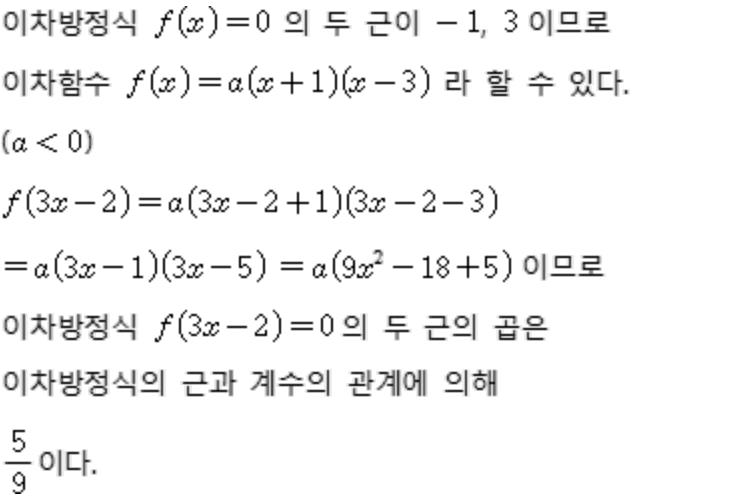 이차방정식 f(x)=0 의 두 근이 −1, 3 이므로
이차함수 f(x)=a(x+1)(x−3) 라 할 수 있다.
(a<0)
f(3x−2)=a(3x−2+1)(3x−2−3)
=a(3x−1)(3x−5) =a(9x²−18+5) 이므로
이차방정식 f(3x−2)=0 의 두 근의 곱은
이차방정식의 근과 계수의 관계에 의해
5/9 이다.